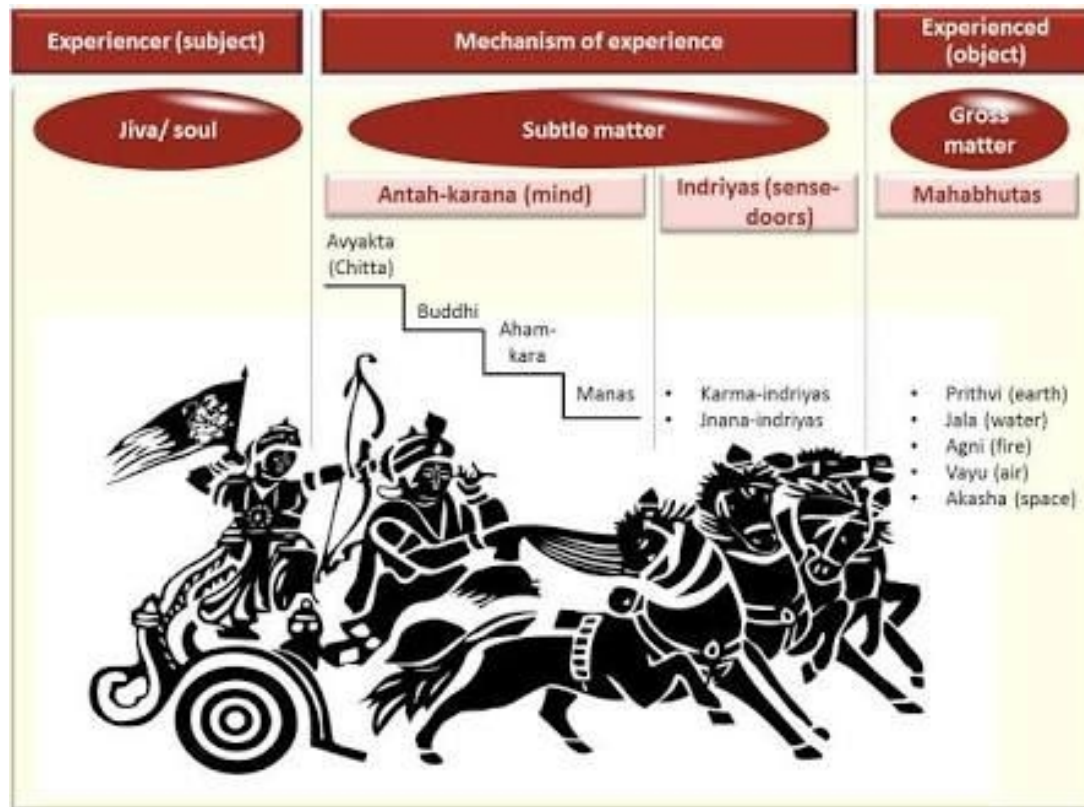 Experiencer (subject)
Mechanism of experience
Experienced
(object)
Jiva/ soul
Subtle matter
Gross
matter
Antah-karana (mind)
Indriyas (sense-
doors)
Mahabhutas
Avyakta
(Chitta)
Buddhi
Aham-
kara
Manas
• Karma-indriyas
• Jnana-indriyas
• Prithvi (earth)
• Jala (water)
• Agni (fire)
• Vayu (air)
• Akasha (space)